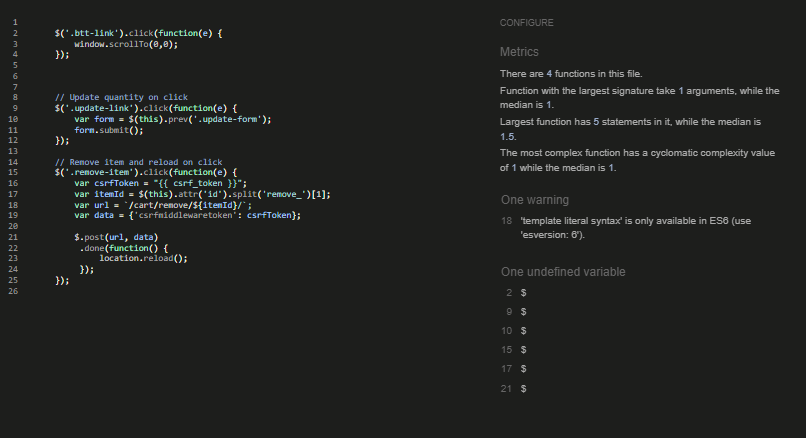 CONFIGURE
1
2 $('.btt-link').click(function(e) {
3 window.scrollTo(0,0);
4 });
5
6
7
8 // Update quantity on click
9 $('.update-link').click(function(e) {
10 var form = $(this).prev('.update-form');
11 form.submit();
12 });
13
14 // Remove item and reload on click
15 $('.remove-item').click(function(e) {
16 var csrfToken = "{{ csrf_token }}";
17 var itemId = $(this).attr('id').split('remove_')[1];
18 var url = `/cart/remove/${itemId}/`;
19 var data = {'csrfmiddlewaretoken': csrfToken};
20
21 $.post(url, data)
22 .done(function() {
23 location.reload();
24 });
25 });
26
Metrics
There are 4 functions in this file.
Function with the largest signature take 1 arguments, while the
median is 1.
Largest function has 5 statements in it, while the median is
1.5.
The most complex function has a cyclomatic complexity value
of 1 while the median is 1.
One warning
18 'template literal syntax' is only available in ES6 (use
'esversion: 6').
One undefined variable
2 $
9 $
10 $
15 $
17 $
21 $